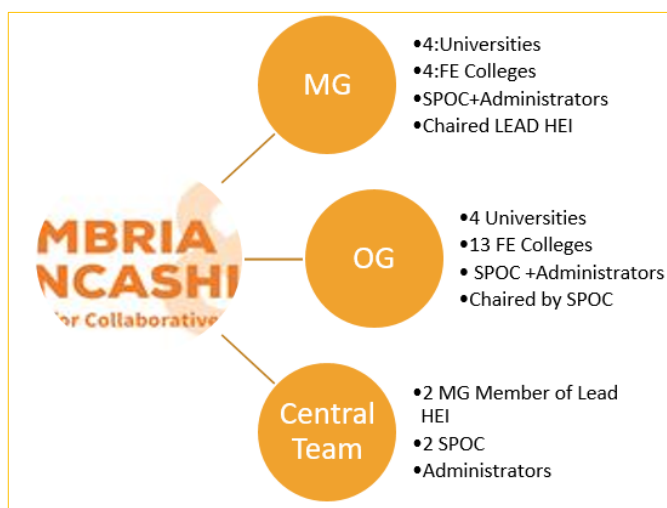 MG
•4:Universities
•4:FE Colleges
•SPOC+Administrators
•Chaired LEAD HEI
MBRIA
NCASHI
for Collaborative
OG
•4 Universities
•13 FE Colleges
• SPOC +Administrators
•Chaired by SPOC
Central
Team
•2 MG Member of Lead
HEI
•2 SPOC
•Administrators